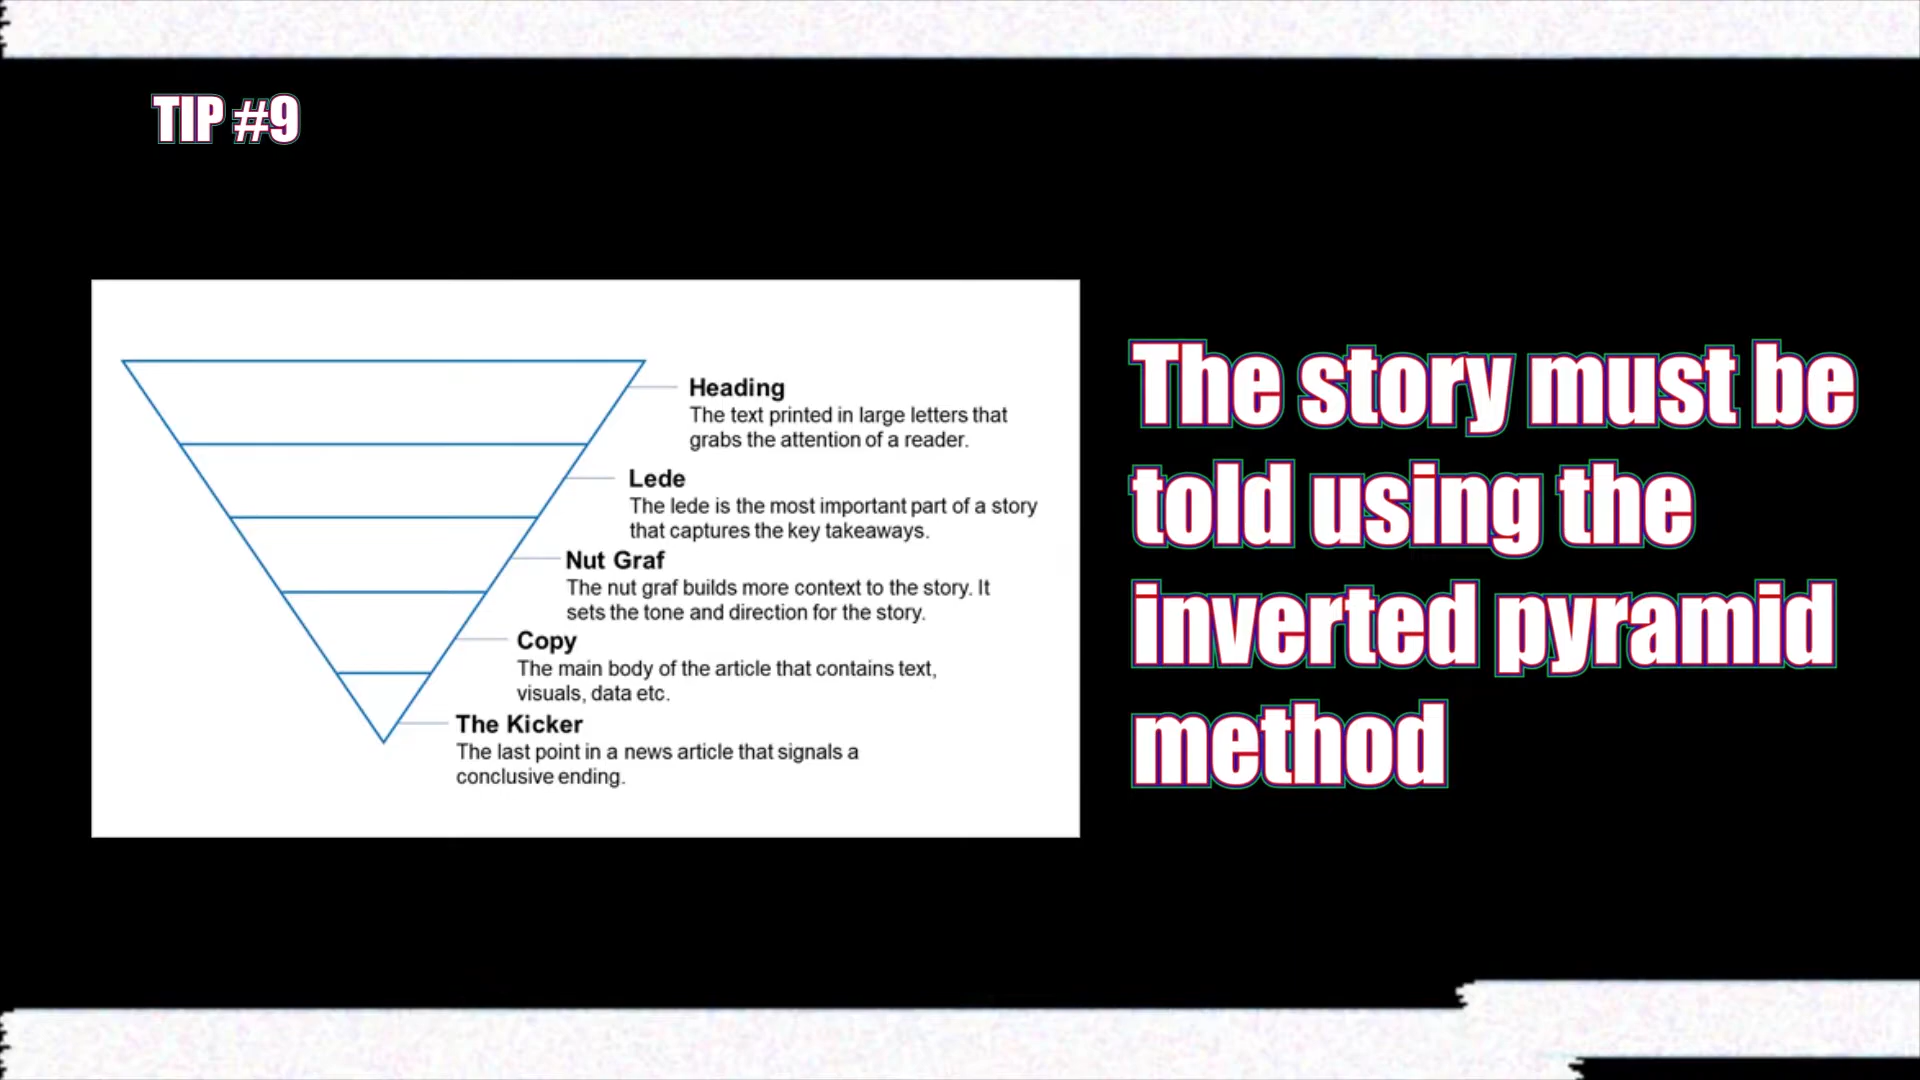 TIP #9
Heading
The text printed in large letters that
grabs the attention of a reader.
Lede
The lede is the most important part of a story
that captures the key takeaways.
Nut Graf
The nut graf builds more context to the story. It
sets the tone and direction for the story.
Copy
The main body of the article that contains text,
visuals, data etc.
The Kicker
The last point in a news article that signals a
conclusive ending.
The story must be
told using the
inverted pyramid
method